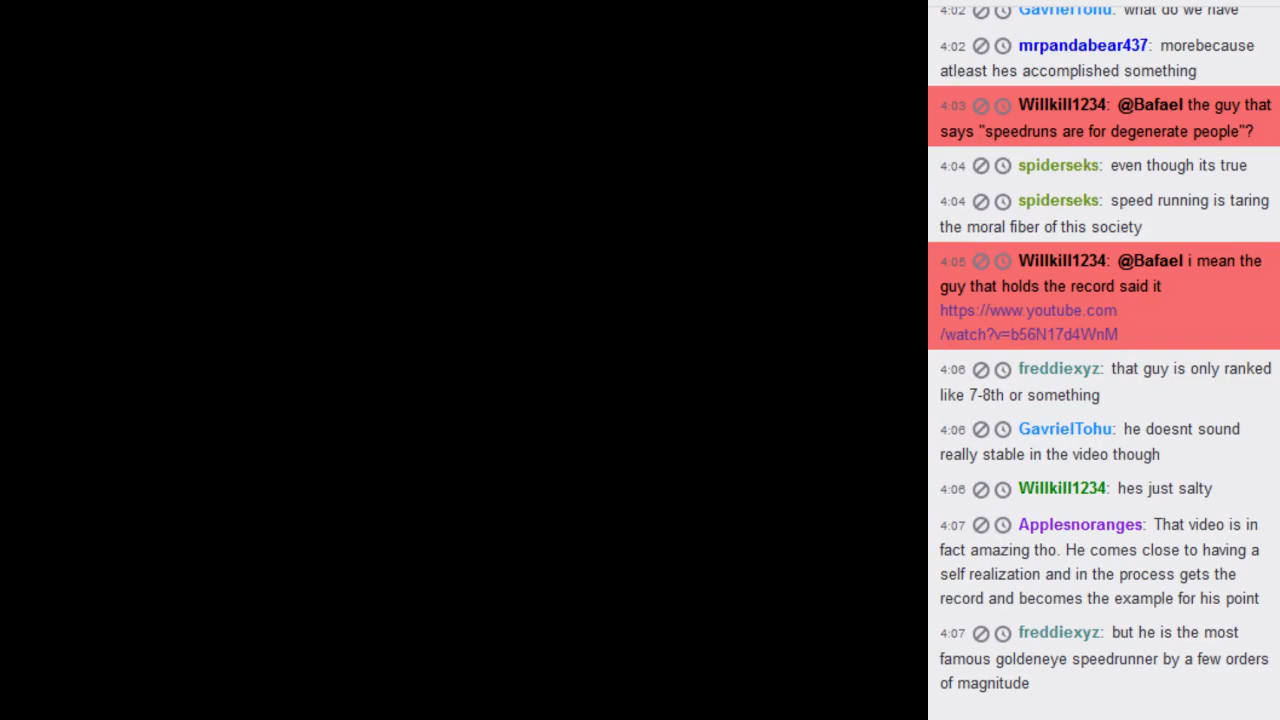 4:02 GavrielTohu: what do we have
4:02 mrpandabear437: morebecause
atleast hes accomplished something
4:03 Willkill1234: @Bafael the guy that
says "speedruns are for degenerate people"?
4:04 spiderseks: even though its true
4:04 spiderseks: speed running is taring
the moral fiber of this society
4:05 Willkill1234: @Bafael i mean the
guy that holds the record said it
https://www.youtube.com
/watch?v=b56N17d4WnM
4:06 freddiexyz: that guy is only ranked
like 7-8th or something
4:06 GavrielTohu: he doesnt sound
really stable in the video though
4:06 Willkill1234: hes just salty
4:07 Applesnoranges: That video is in
fact amazing tho. He comes close to having a
self realization and in the process gets the
record and becomes the example for his point
4:07 freddiexyz: but he is the most
famous goldeneye speedrunner by a few orders
of magnitude